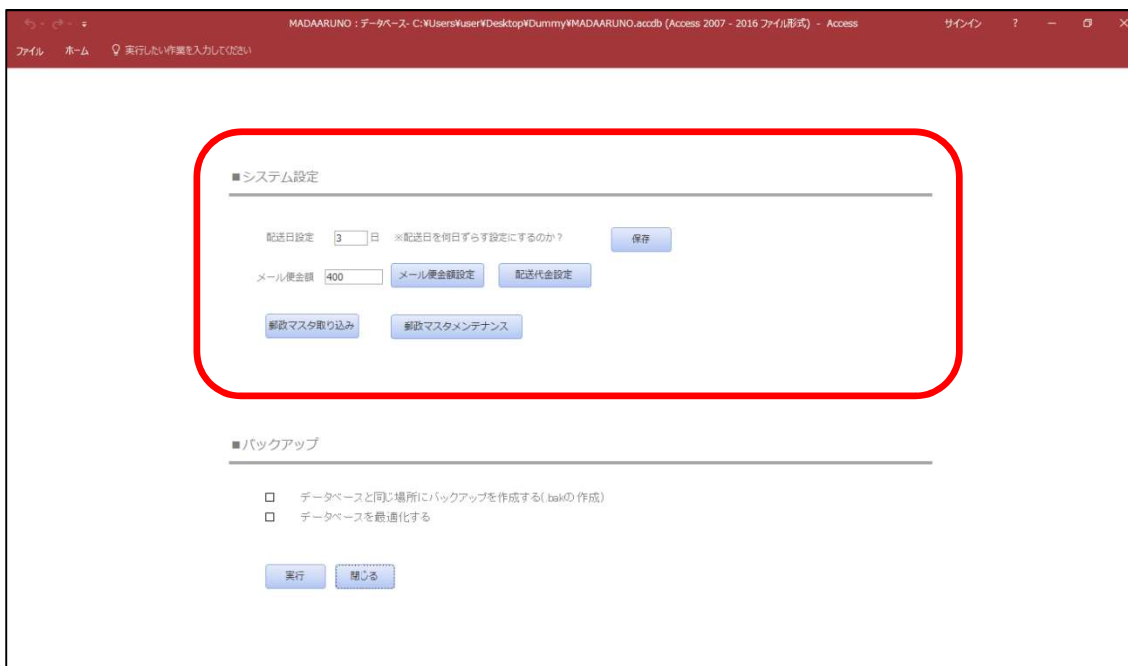 MADAARUNO : データベース- C:¥Users¥user¥Desktop¥Dummy¥MADAARUNO.accdb (Access 2007 - 2016 ファイル形式) - Access サインイン ?
ファイル ホーム 実行したい作業を入力してください
■システム設定
配送日設定 3 日 ※配送日を何日ずらす設定にするのか? 保存
メール便金額 400 メール便金額設定 配送代金設定
郵政マスタ取り込み 郵政マスタメンテナンス
■バックアップ
データベースと同じ場所にバックアップを作成する(.bakの作成)
データベースを最適化する
実行 閉じる